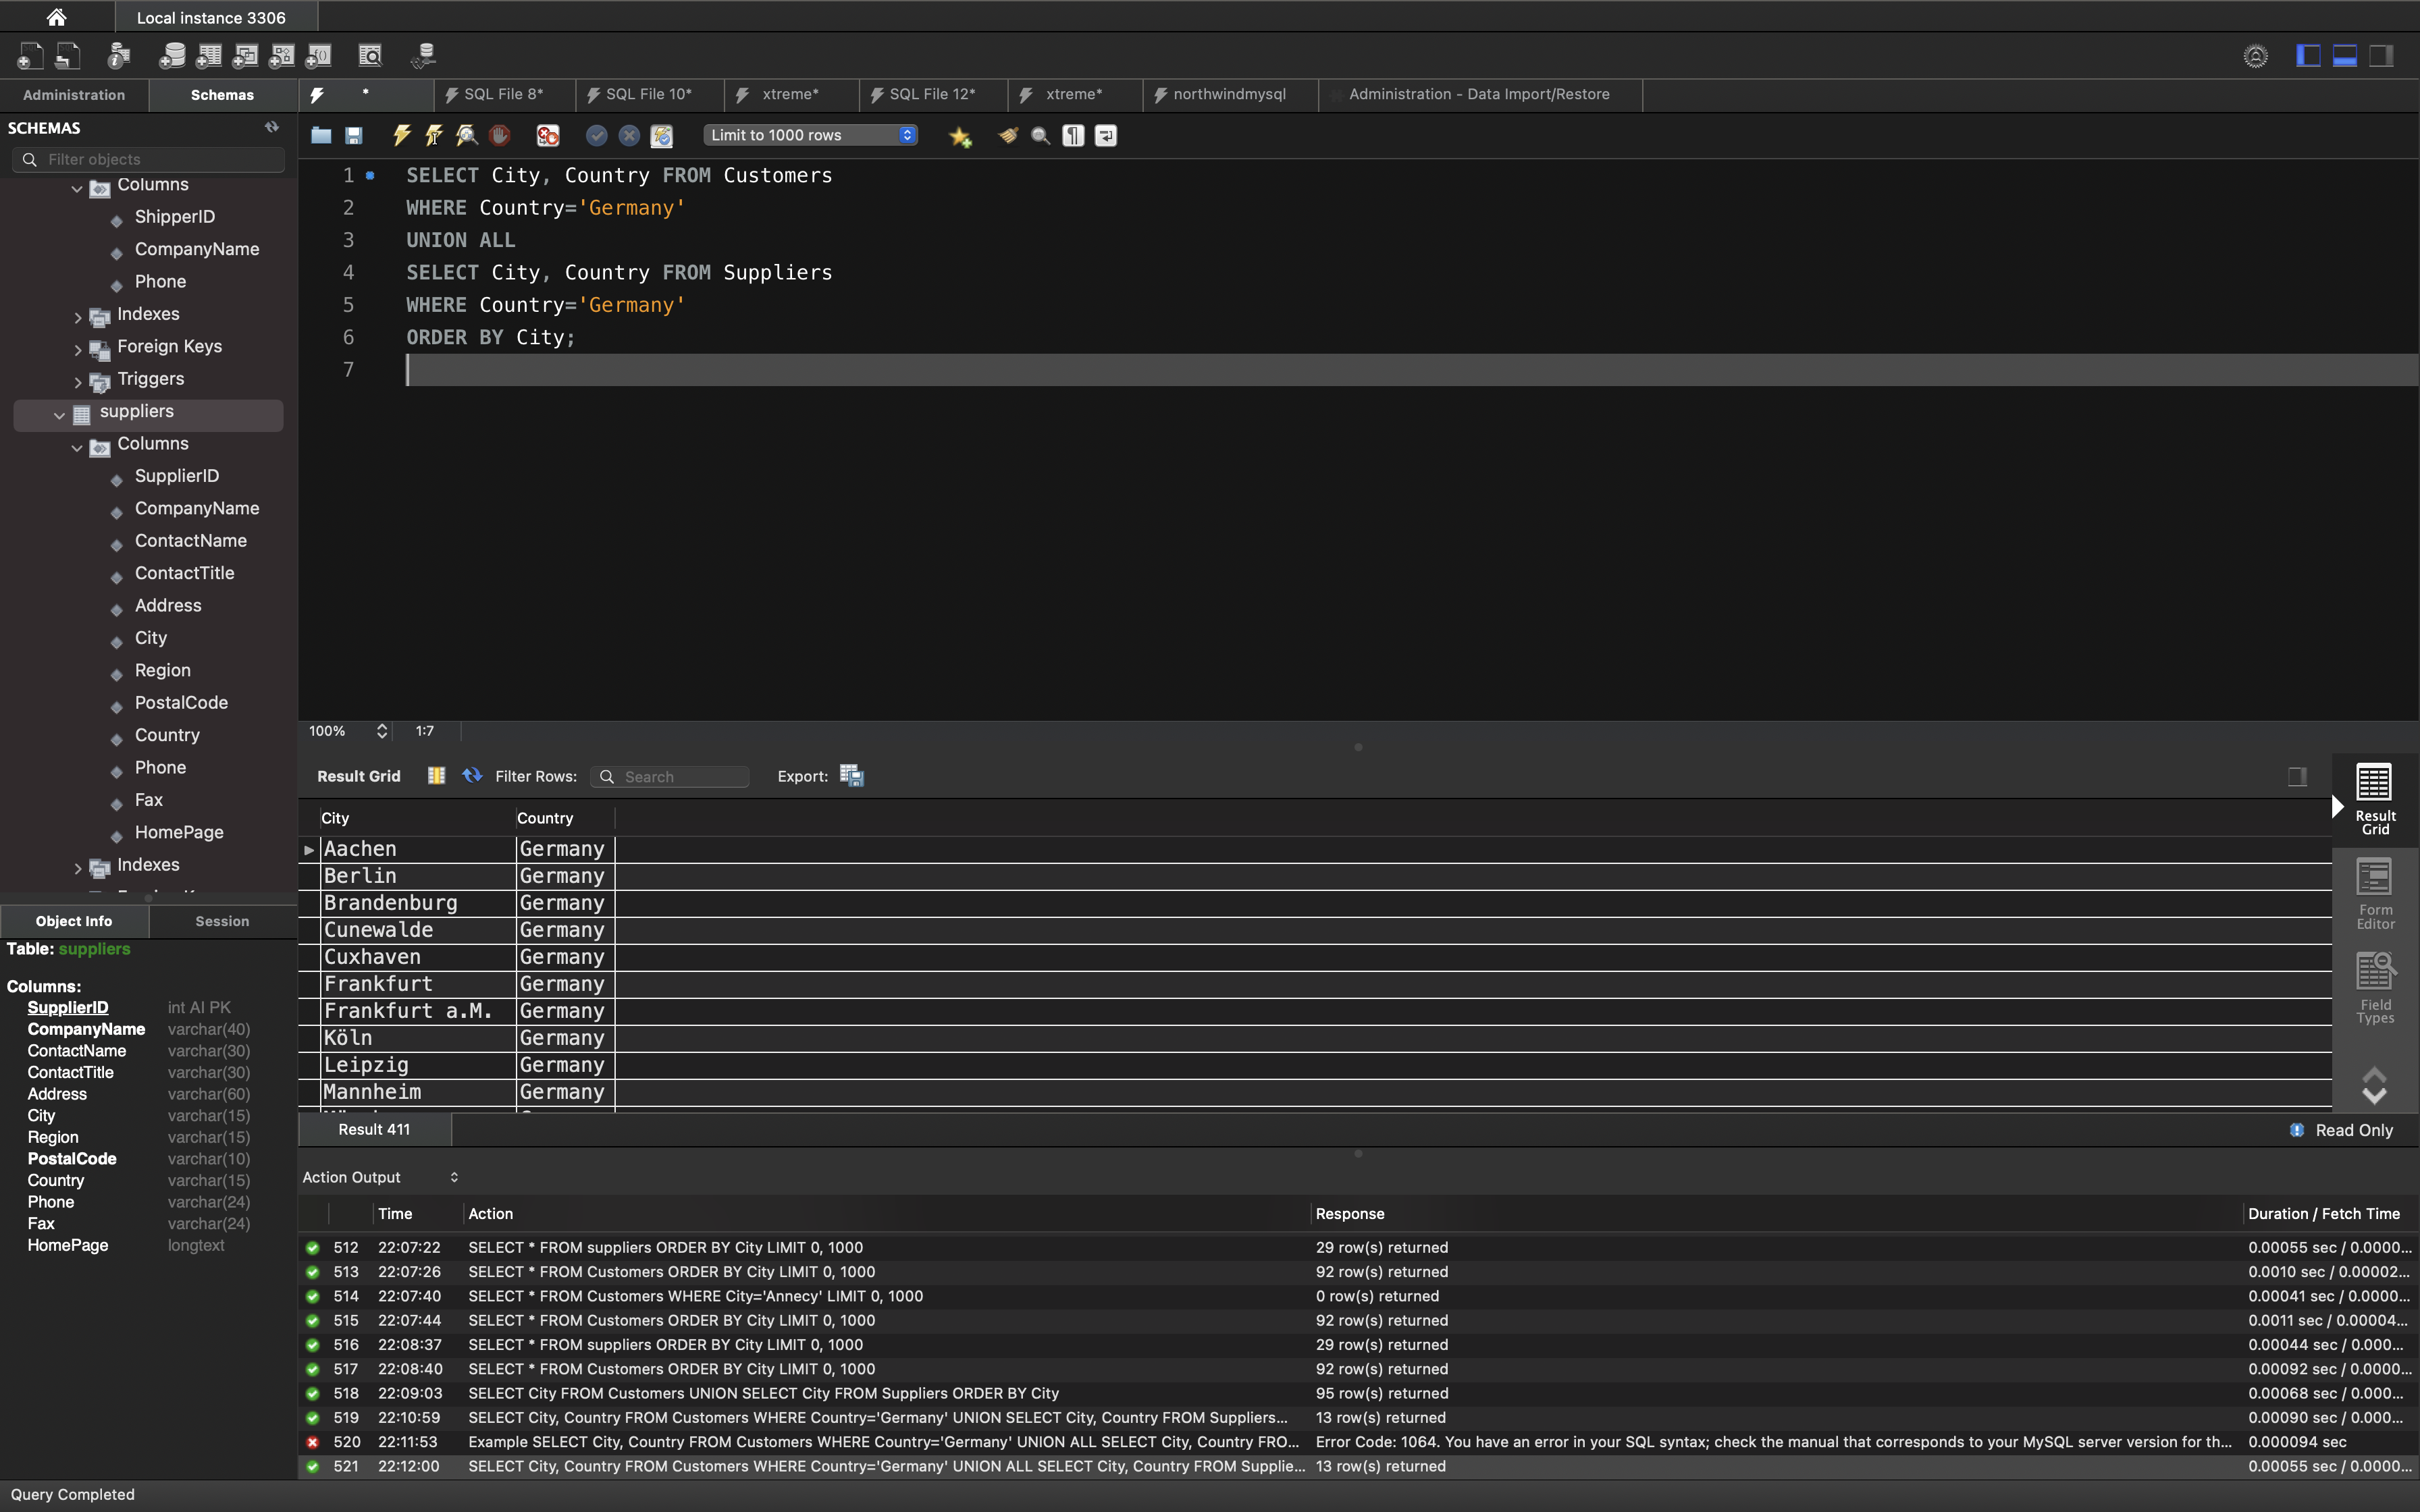 Local instance 3306
Administration
Schemas
*
SQL File 8*
SQL File 10*
xtreme*
SQL File 12*
xtreme*
northwindmysql
Administration - Data Import/Restore
SCHEMAS
Filter objects
Columns
ShipperID
CompanyName
Phone
Indexes
Foreign Keys
Triggers
suppliers
Columns
SupplierID
CompanyName
ContactName
ContactTitle
Address
City
Region
PostalCode
Country
Phone
Fax
HomePage
Indexes
Object Info
Session
Table: suppliers
Columns:
SupplierID int AI PK
CompanyName varchar(40)
ContactName varchar(30)
ContactTitle varchar(30)
Address varchar(60)
City varchar(15)
Region varchar(15)
PostalCode varchar(10)
Country varchar(15)
Phone varchar(24)
Fax varchar(24)
HomePage longtext
Limit to 1000 rows
1 SELECT City, Country FROM Customers
2 WHERE Country='Germany'
3 UNION ALL
4 SELECT City, Country FROM Suppliers
5 WHERE Country='Germany'
6 ORDER BY City;
7
100% 1:7
Result Grid Filter Rows: Search Export:
City Country
Aachen Germany
Berlin Germany
Brandenburg Germany
Cunewalde Germany
Cuxhaven Germany
Frankfurt Germany
Frankfurt a.M. Germany
Köln Germany
Leipzig Germany
Mannheim Germany
Result
Grid
Form
Editor
Field
Types
Result 411
Read Only
Action Output
Time Action Response Duration / Fetch Time
512 22:07:22 SELECT * FROM suppliers ORDER BY City LIMIT 0, 1000 29 row(s) returned 0.00055 sec / 0.0000...
513 22:07:26 SELECT * FROM Customers ORDER BY City LIMIT 0, 1000 92 row(s) returned 0.0010 sec / 0.00002...
514 22:07:40 SELECT * FROM Customers WHERE City='Annecy' LIMIT 0, 1000 0 row(s) returned 0.00041 sec / 0.0000...
515 22:07:44 SELECT * FROM Customers ORDER BY City LIMIT 0, 1000 92 row(s) returned 0.0011 sec / 0.00004...
516 22:08:37 SELECT * FROM suppliers ORDER BY City LIMIT 0, 1000 29 row(s) returned 0.00044 sec / 0.000...
517 22:08:40 SELECT * FROM Customers ORDER BY City LIMIT 0, 1000 92 row(s) returned 0.00092 sec / 0.0000...
518 22:09:03 SELECT City FROM Customers UNION SELECT City FROM Suppliers ORDER BY City 95 row(s) returned 0.00068 sec / 0.000...
519 22:10:59 SELECT City, Country FROM Customers WHERE Country='Germany' UNION SELECT City, Country FROM Suppliers... 13 row(s) returned 0.00090 sec / 0.000...
520 22:11:53 Example SELECT City, Country FROM Customers WHERE Country='Germany' UNION ALL SELECT City, Country FRO... Error Code: 1064. You have an error in your SQL syntax; check the manual that corresponds to your MySQL server version for th... 0.000094 sec
521 22:12:00 SELECT City, Country FROM Customers WHERE Country='Germany' UNION ALL SELECT City, Country FROM Supplie... 13 row(s) returned 0.00055 sec / 0.0000...
Query Completed